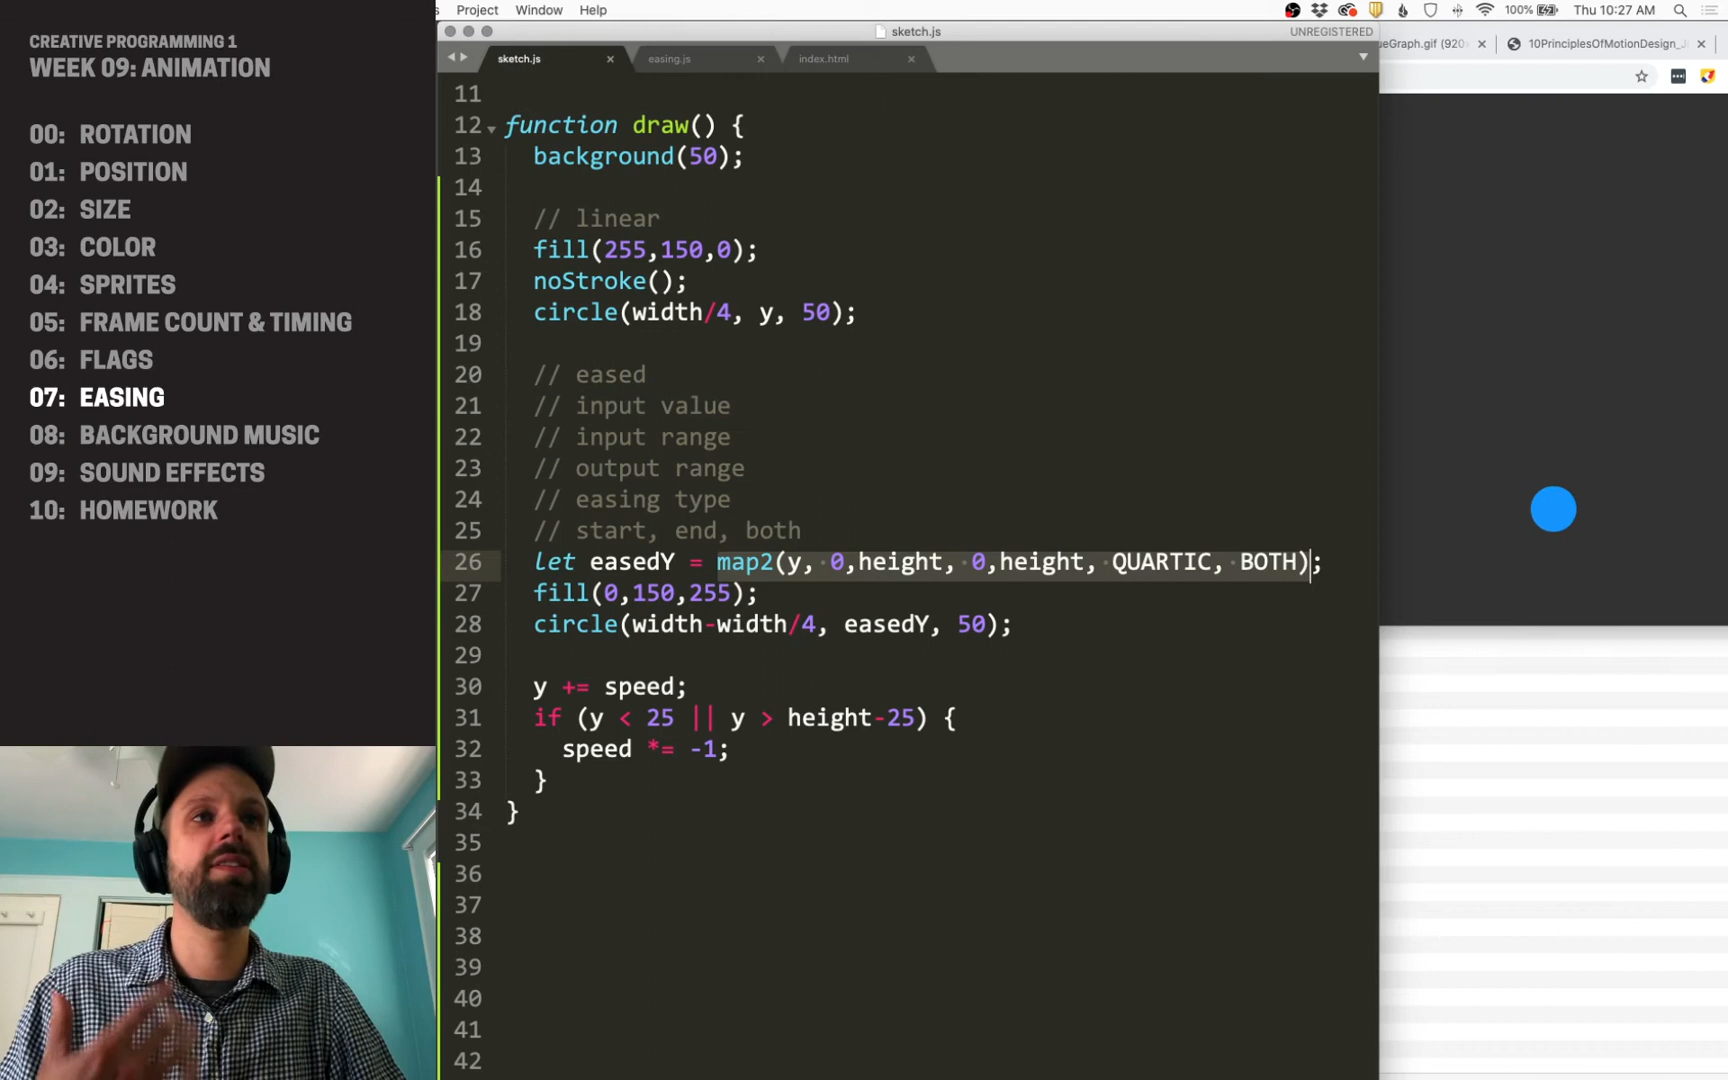 CREATIVE PROGRAMMING 1
WEEK 09: ANIMATION
00: ROTATION
01: POSITION
02: SIZE
03: COLOR
04: SPRITES
05: FRAME COUNT & TIMING
06: FLAGS
07: EASING
08: BACKGROUND MUSIC
09: SOUND EFFECTS
10: HOMEWORK
Project Window Help
100% Thu 10:27 AM
sketch.js
UNREGISTERED
sketch.js easing.js index.html
ueGraph.gif (920× 10PrinciplesOfMotionDesign_J
11
12 function draw() {
13 background(50);
14
15 // linear
16 fill(255,150,0);
17 noStroke();
18 circle(width/4, y, 50);
19
20 // eased
21 // input value
22 // input range
23 // output range
24 // easing type
25 // start, end, both
26 let easedY = map2(y, 0,height, 0,height, QUARTIC, BOTH);
27 fill(0,150,255);
28 circle(width-width/4, easedY, 50);
29
30 y += speed;
31 if (y < 25 || y > height-25) {
32 speed *= -1;
33 }
34 }
35
36
37
38
39
40
41
42